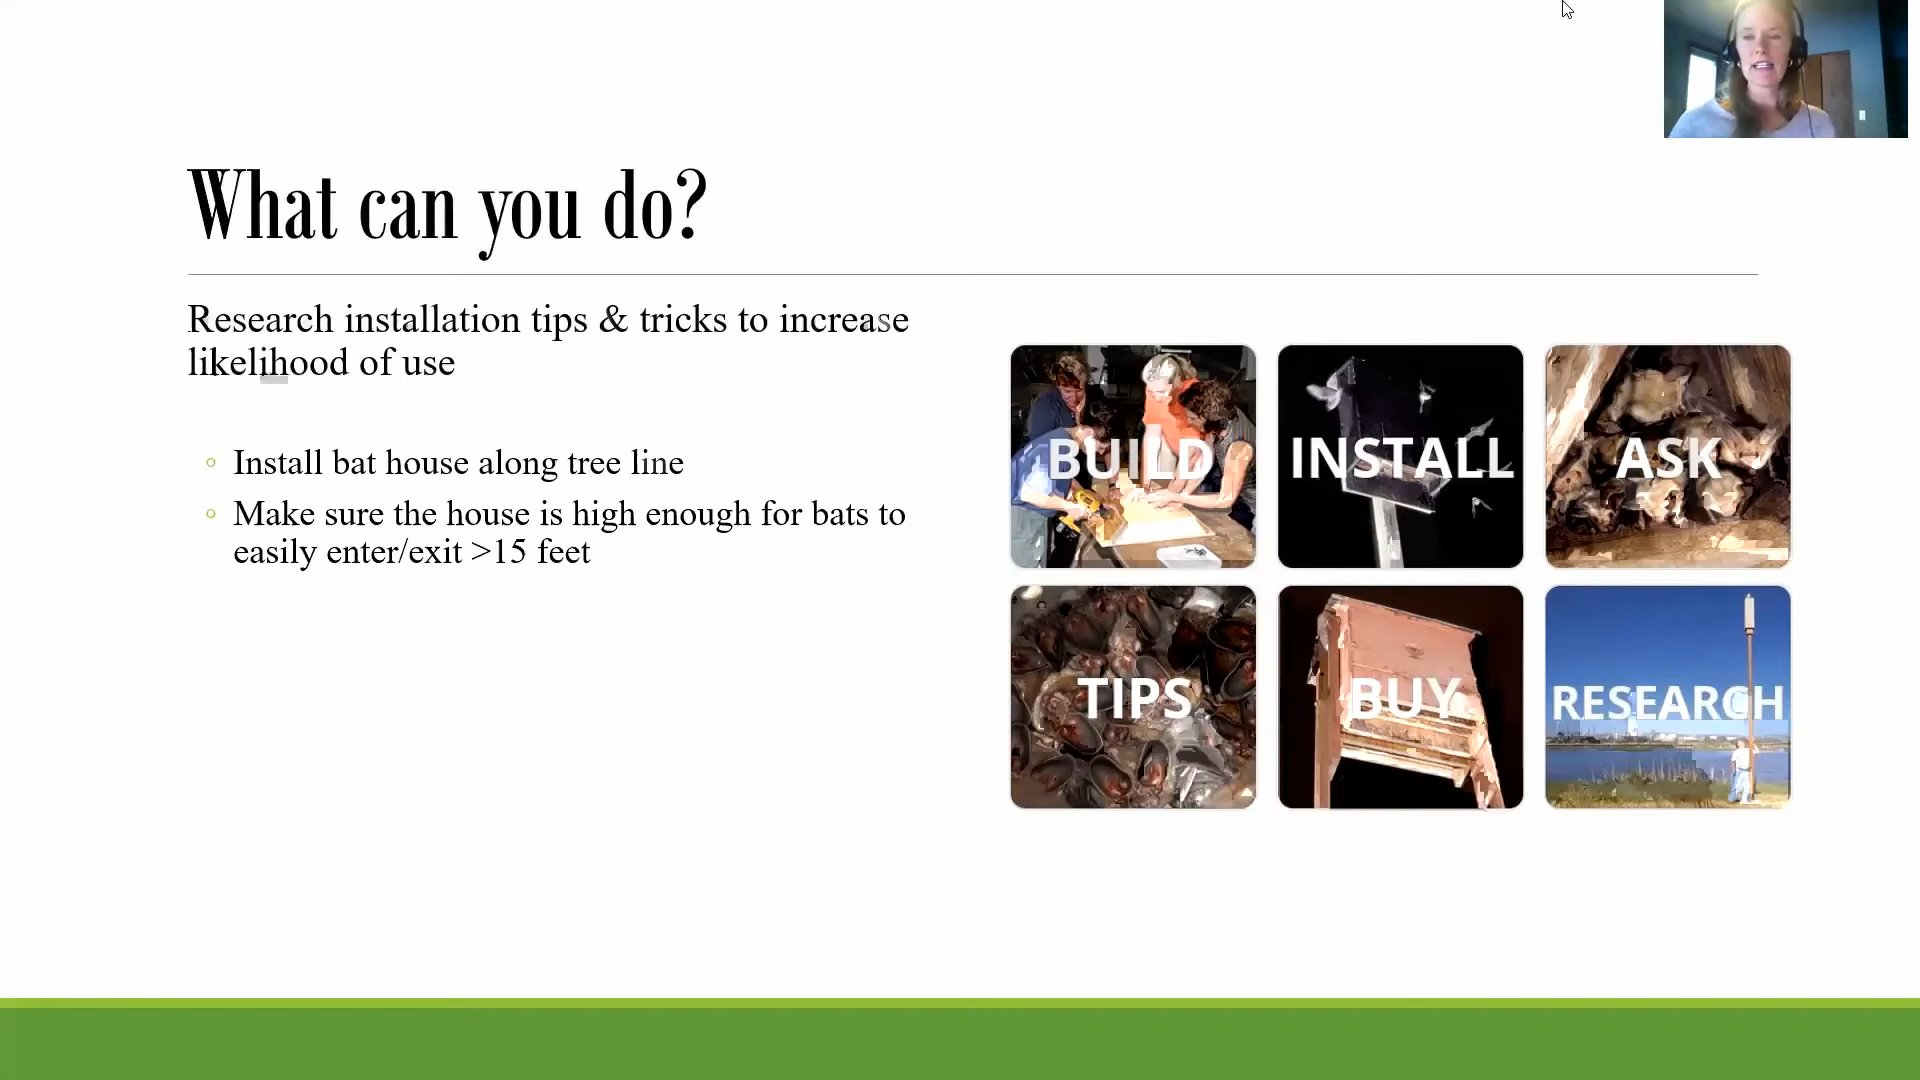 What can you do?
Research installation tips & tricks to increase
likelihood of use
Install bat house along tree line
Make sure the house is high enough for bats to
easily enter/exit >15 feet
BUILD
INSTALL
ASK
TIPS
BUY
RESEARCH